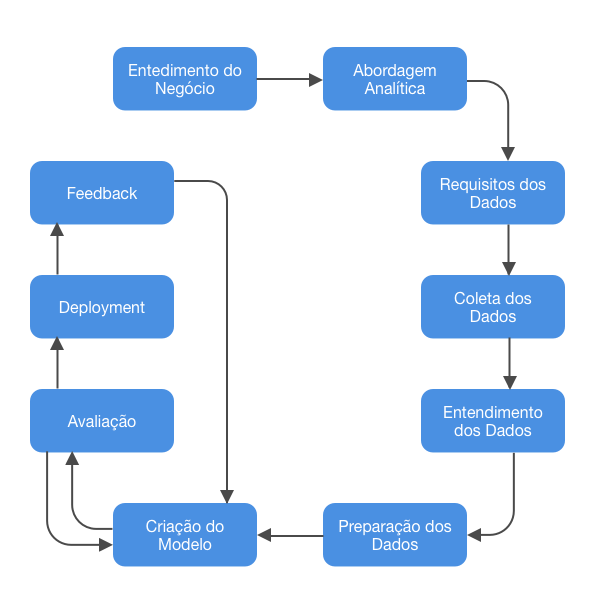 Entedimento do
Negócio
Abordagem
Analítica
Requisitos dos
Dados
Coleta dos
Dados
Entendimento
dos Dados
Preparação dos
Dados
Criação do
Modelo
Avaliação
Deployment
Feedback